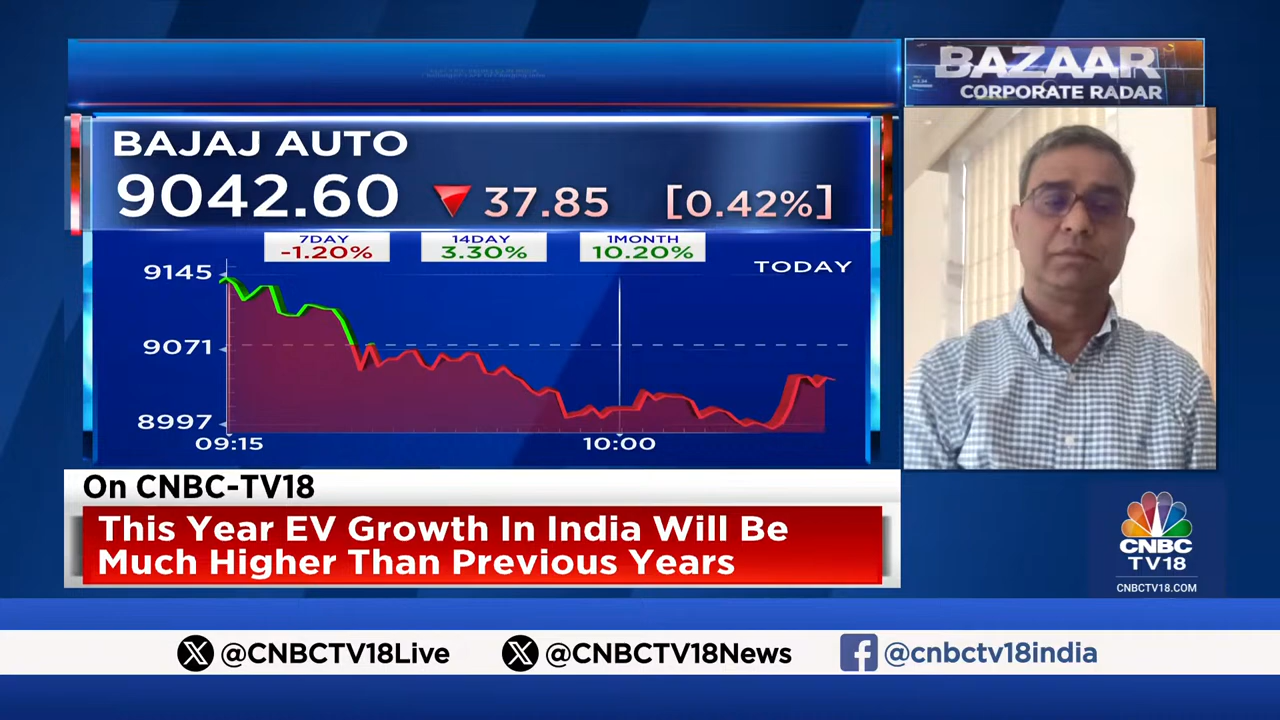 BAZAAR
CORPORATE RADAR
BAJAJ AUTO
9042.60 37.85 [0.42%]
7DAY 14DAY 1MONTH
-1.20% 3.30% 10.20%
TODAY
9145
9071
8997
09:15 10:00
On CNBC-TV18
This Year EV Growth In India Will Be
Much Higher Than Previous Years
CNBC
TV18
CNBCTV18.COM
@CNBCTV18Live @CNBCTV18News @cnbctv18india